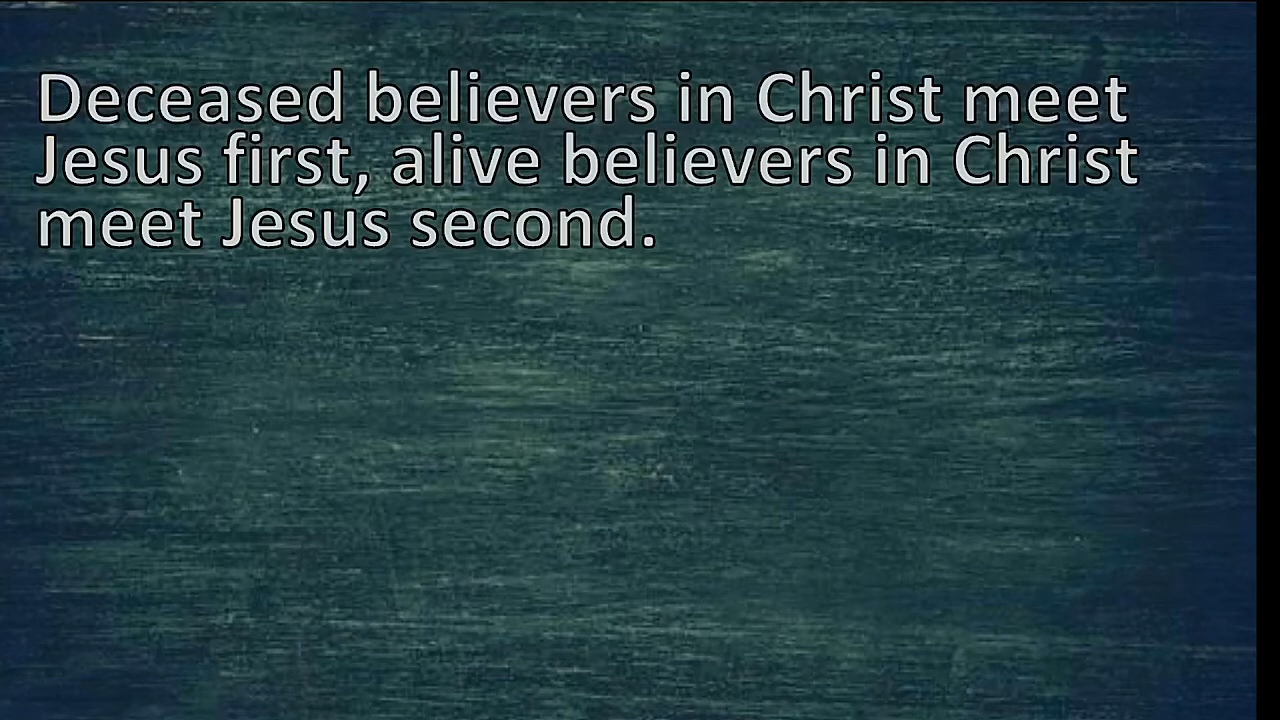 Deceased believers in Christ meet
Jesus first, alive believers in Christ
meet Jesus second.